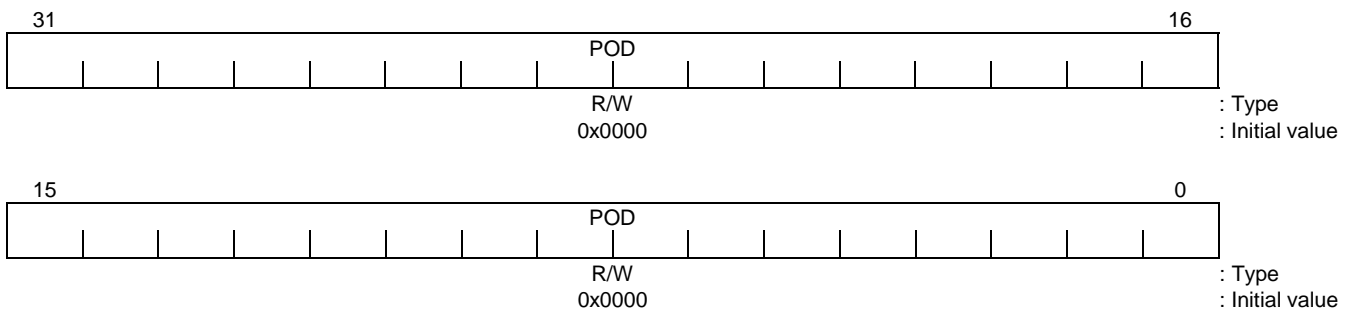 31 16
POD
R/W : Type
0x0000 : Initial value
15 0
POD
R/W : Type
0x0000 : Initial value